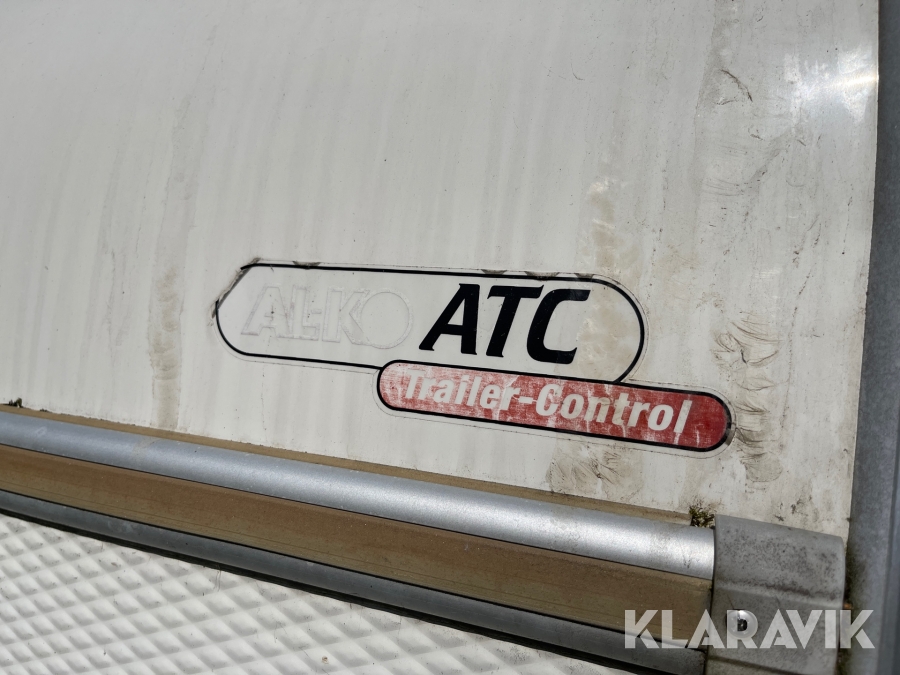 AL-KO ATC
Trailer-Control
D
KLARAVIK